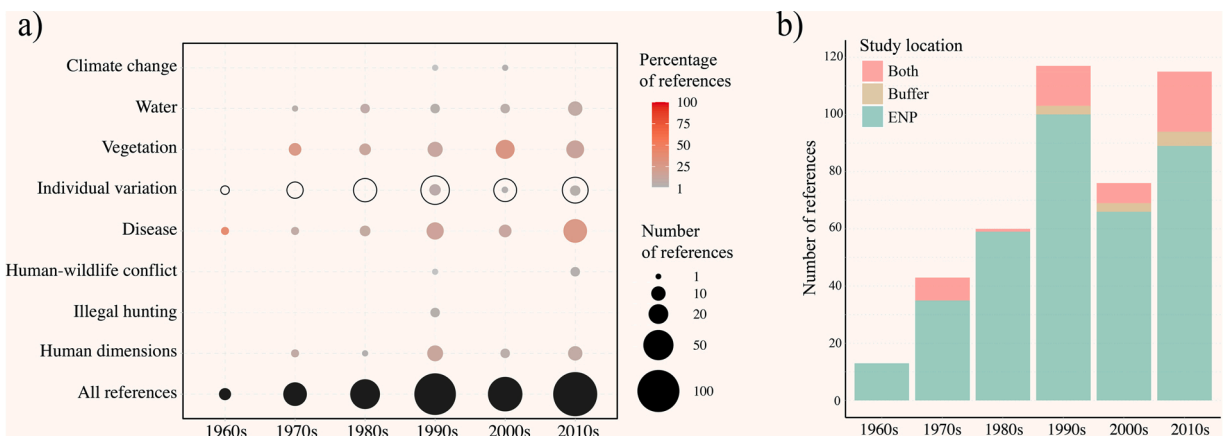 a)
Climate change
Water
Vegetation
Individual variation
Disease
Human-wildlife conflict
Illegal hunting
Human dimensions
All references
1960s 1970s 1980s 1990s 2000s 2010s
Percentage
of references
100
75
50
25
1
Number
of references
1
10
20
50
100
b)
Number of references
120
100
80
60
40
20
0
Study location
Both
Buffer
ENP
1960s 1970s 1980s 1990s 2000s 2010s